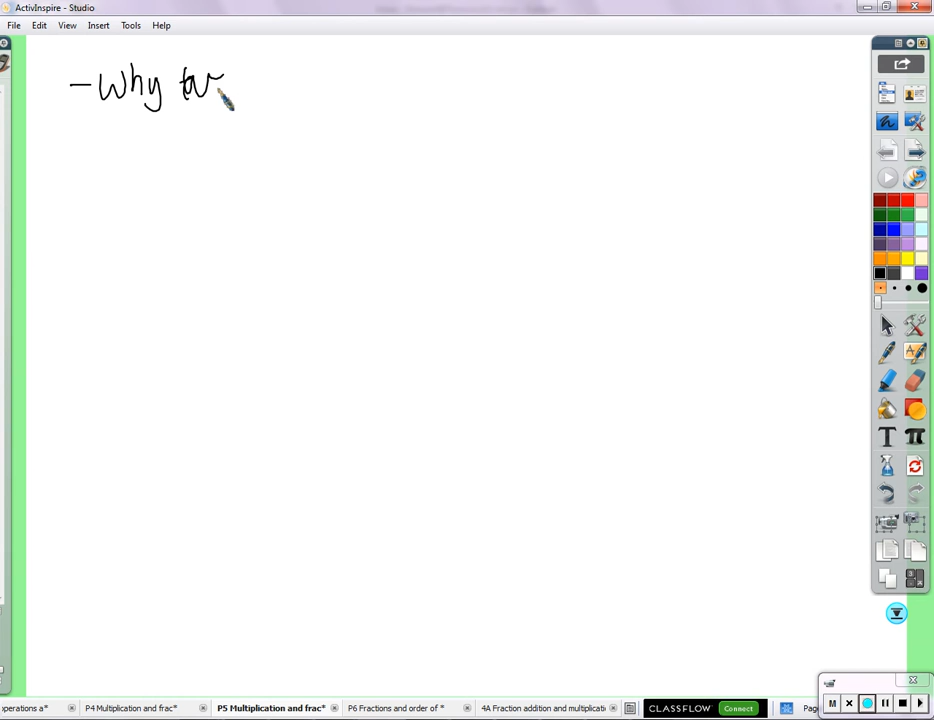 ActivInspire - Studio
File Edit View Insert Tools Help
- Why
operations a* P4 Multiplication and frac* P5 Multiplication and frac* P6 Fractions and order of * 4A Fraction addition and multiplicati CLASSFLOW Connect Page
M